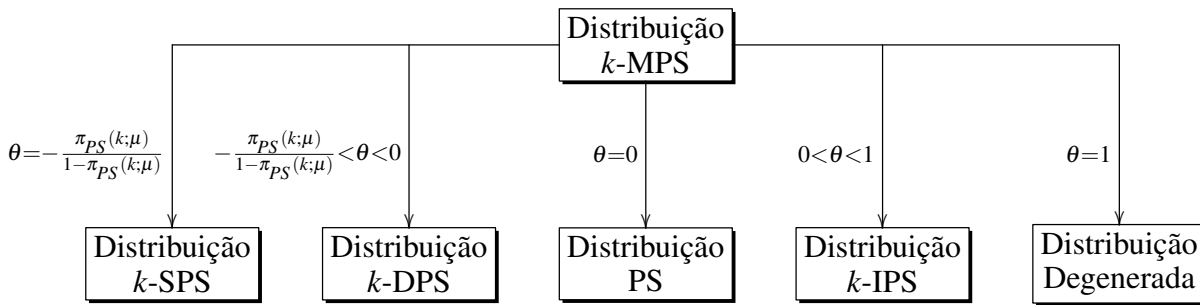 Distribuição
k-MPS
θ=−π_PS(k;μ)/1−π_PS(k;μ)
−π_PS(k;μ)/1−π_PS(k;μ)<θ<0
θ=0
0<θ<1
θ=1
Distribuição
k-SPS
Distribuição
k-DPS
Distribuição
PS
Distribuição
k-IPS
Distribuição
Degenerada